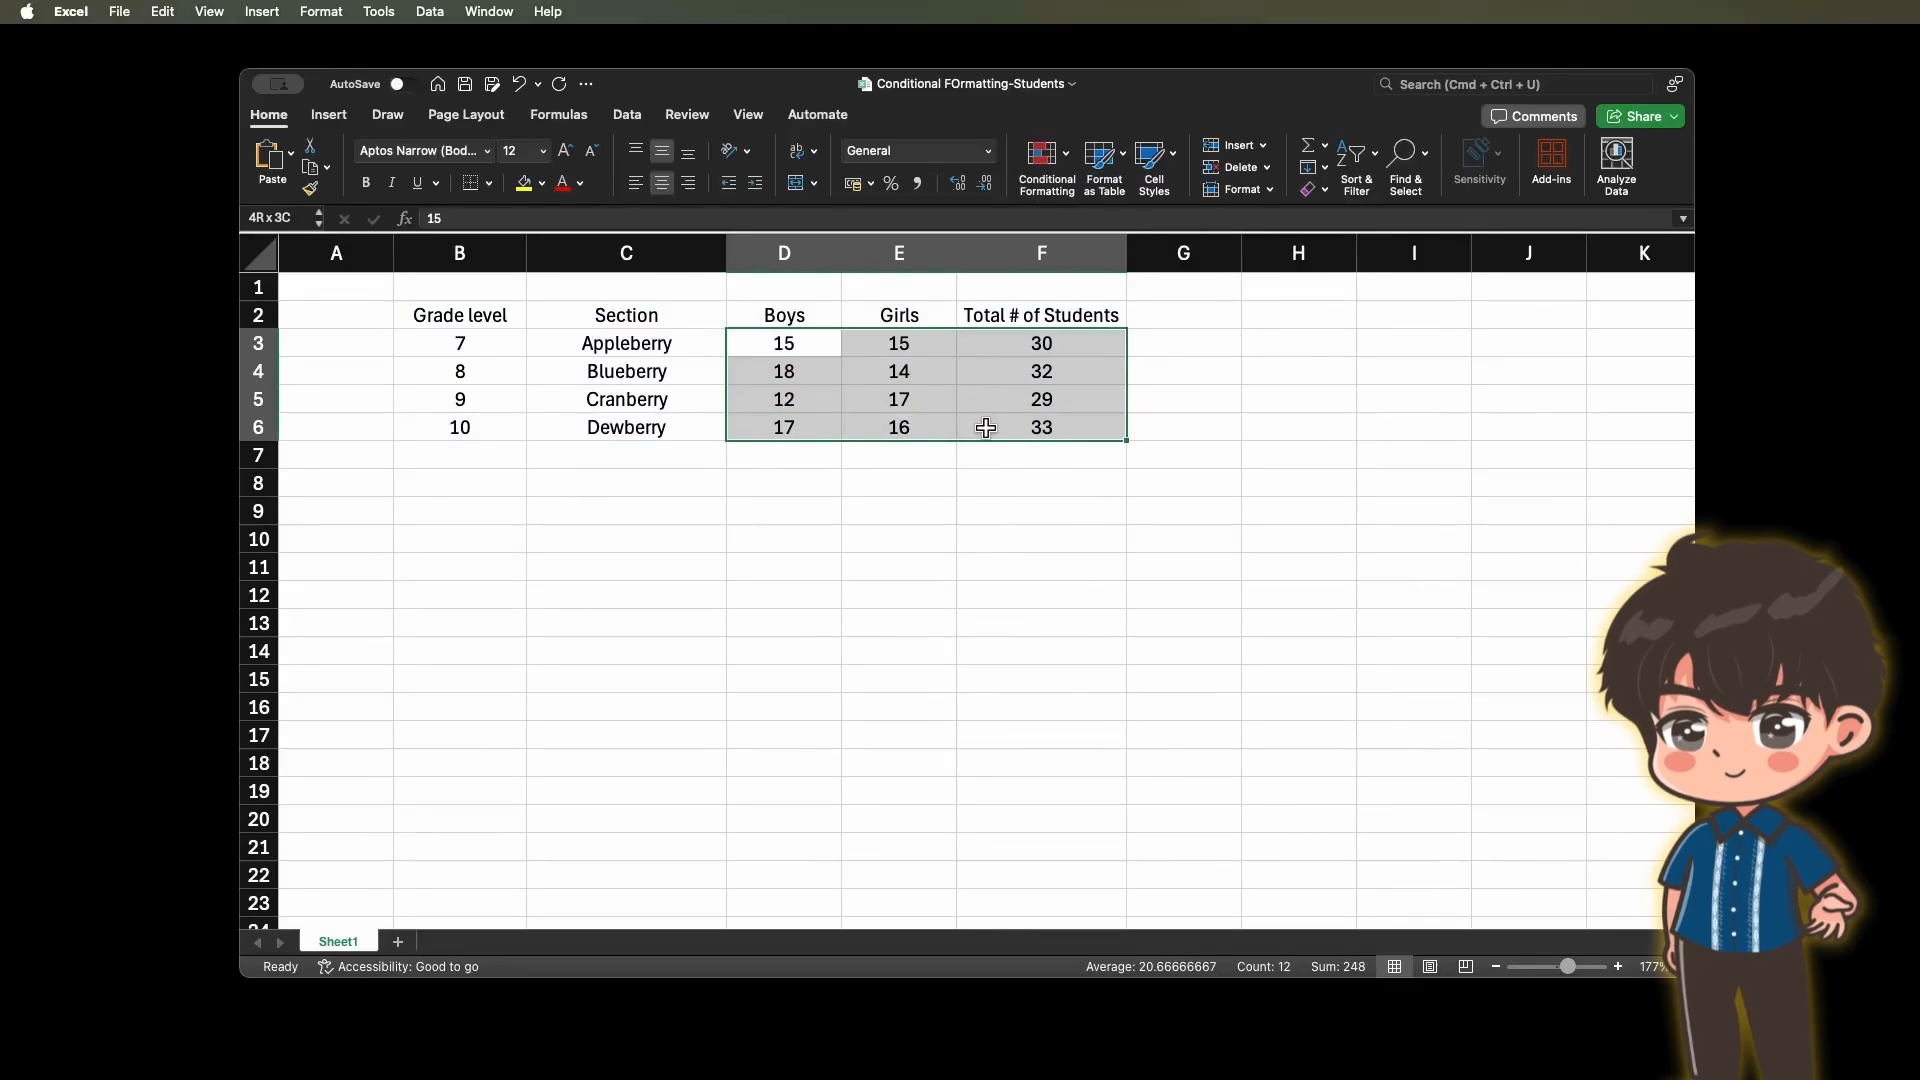 Excel File Edit View Insert Format Tools Data Window Help
AutoSave Conditional FOrmatting-Students Search (Cmd + Ctrl + U)
Home Insert Draw Page Layout Formulas Data Review View Automate Comments Share
Paste Aptos Narrow (Bod... 12 General Conditional Formatting Format as Table Cell Styles Insert Delete Format Sort & Filter Find & Select Sensitivity Add-ins Analyze Data
4R x 3C fx 15
A B C D E F G H I J K
1
2 Grade level Section Boys Girls Total # of Students
3 7 Appleberry 15 15 30
4 8 Blueberry 18 14 32
5 9 Cranberry 12 17 29
6 10 Dewberry 17 16 33
7
8
9
10
11
12
13
14
15
16
17
18
19
20
21
22
23
Sheet1
Ready Accessibility: Good to go Average: 20.66666667 Count: 12 Sum: 248 177%